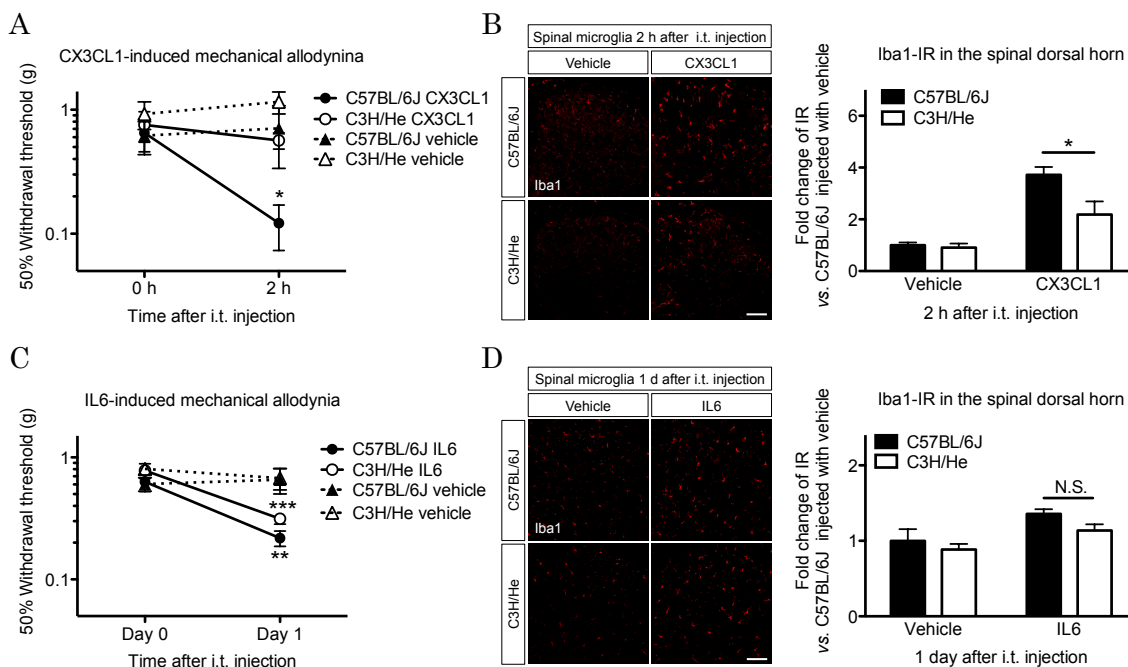 A
CX3CL1-induced mechanical allodynina
50% Withdrawal threshold (g)
1
0.1
0 h
2 h
Time after i.t. injection
*
C57BL/6J CX3CL1
C3H/He CX3CL1
C57BL/6J vehicle
C3H/He vehicle
B
Spinal microglia 2 h after i.t. injection
Vehicle
CX3CL1
C57BL/6J
C3H/He
Iba1
Iba1-IR in the spinal dorsal horn
Fold change of IR
vs. C57BL/6J injected with vehicle
6
4
2
0
C57BL/6J
C3H/He
*
Vehicle
CX3CL1
2 h after i.t. injection
C
IL6-induced mechanical allodynia
50% Withdrawal threshold (g)
1
0.1
Day 0
Day 1
Time after i.t. injection
***
**
C57BL/6J IL6
C3H/He IL6
C57BL/6J vehicle
C3H/He vehicle
D
Spinal microglia 1 d after i.t. injection
Vehicle
IL6
C57BL/6J
C3H/He
Iba1
Iba1-IR in the spinal dorsal horn
Fold change of IR
vs. C57BL/6J injected with vehicle
2
1
0
C57BL/6J
C3H/He
N.S.
Vehicle
IL6
1 day after i.t. injection